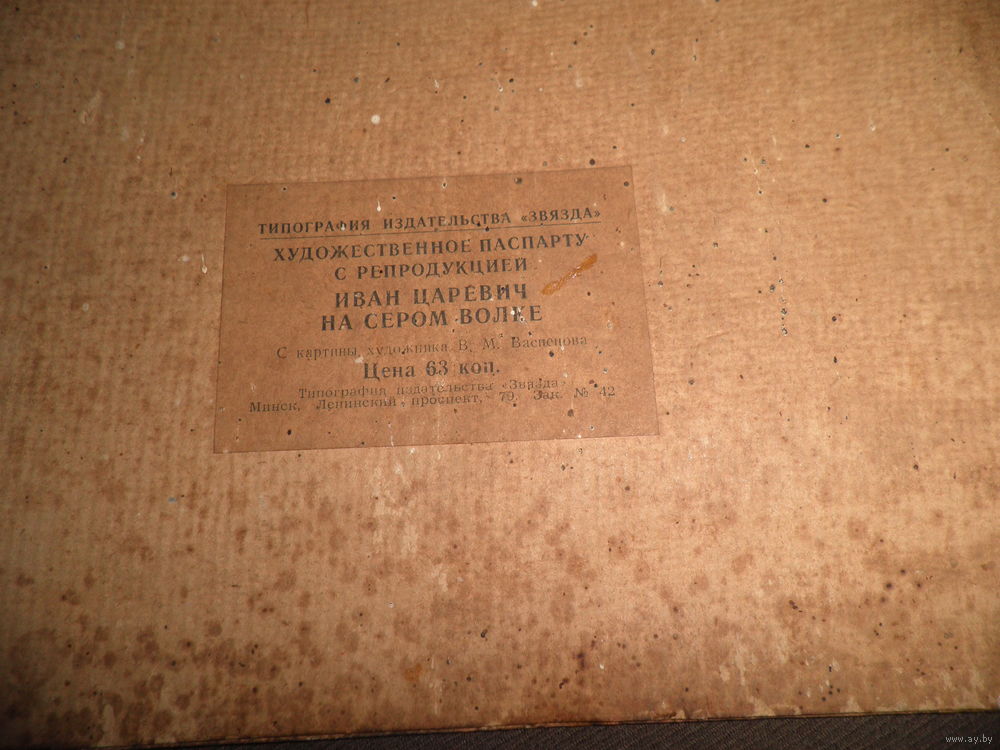 ТИПОГРАФИЯ ИЗДАТЕЛЬСТВА «ЗВЯЗДА»
ХУДОЖЕСТВЕННОЕ ПАСПАРТУ
С РЕПРОДУКЦИЕЙ
ИВАН ЦАРЕВИЧ
НА СЕРОМ ВОЛКЕ
С картины художника В. М. Васнецова
Цена 63 коп.
Типография издательства «Звязда»
Минск, Ленинский проспект, 79. Зак. № 42
www.ay.by